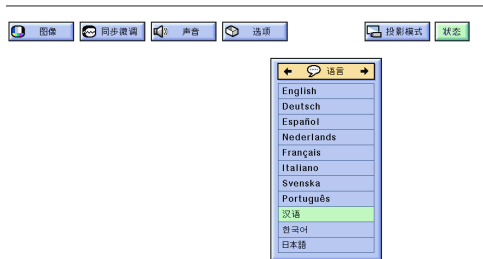 图像 同步微调 声音 选项 投影模式 状态
语言
English
Deutsch
Español
Nederlands
Français
Italiano
Svenska
Português
汉语
한국어
日本語